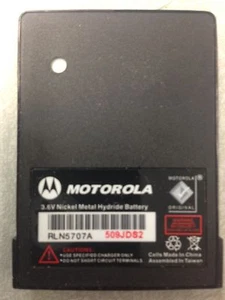 MOTOROLA
MOTOROLA
ORIGINAL
3.6V Nickel Metal Hydride Battery
RLN5707A 509JDS2
CAUTIONS:
USE SPECIFIED CHARGER ONLY
DO NOT SHORT CIRCUIT TERMINALS
Cells Made In China.
Assembled In Taiwan